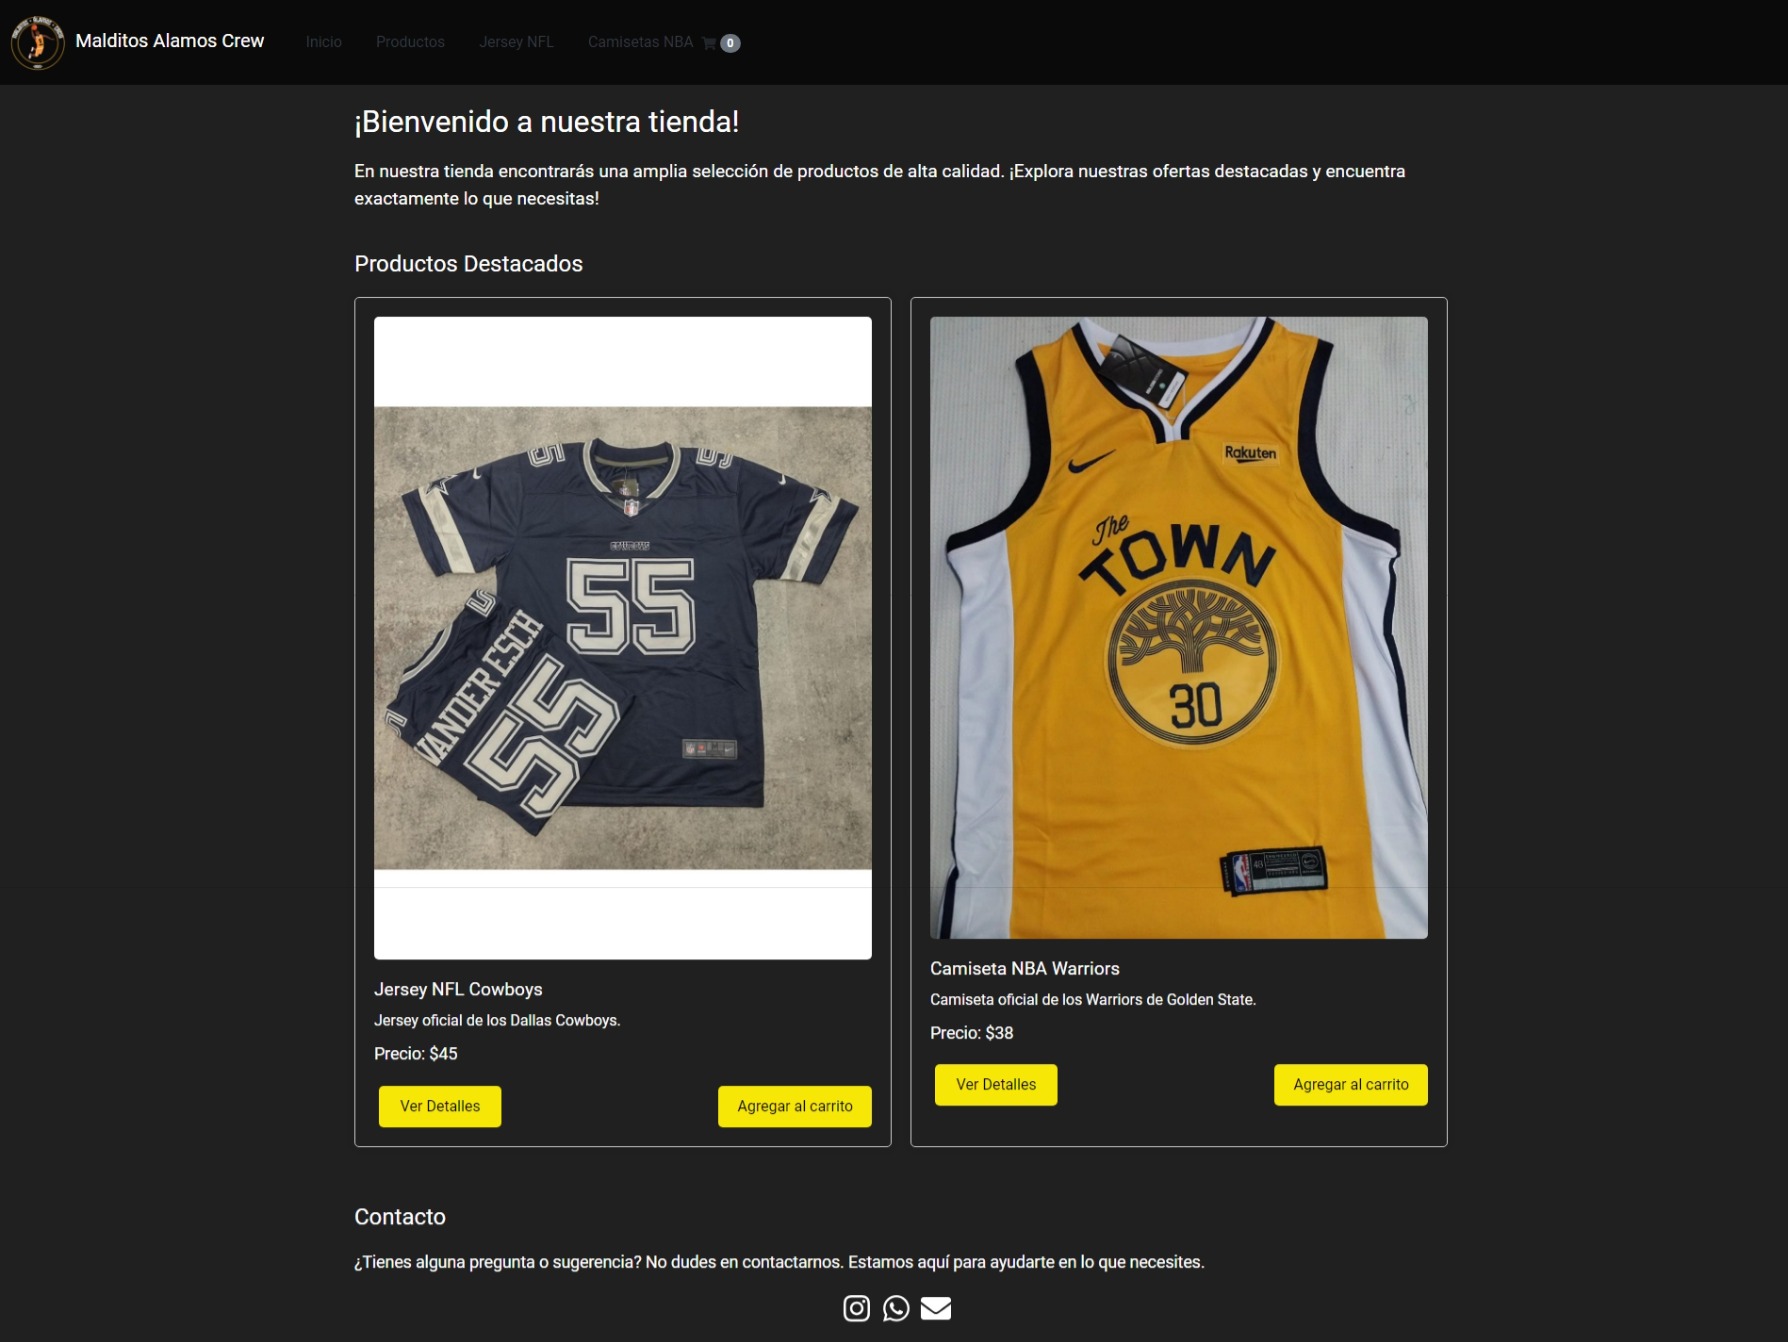 Malditos Alamos Crew
Inicio
Productos
Jersey NFL
Camisetas NBA
0
¡Bienvenido a nuestra tienda!
En nuestra tienda encontrarás una amplia selección de productos de alta calidad. ¡Explora nuestras ofertas destacadas y encuentra
exactamente lo que necesitas!
Productos Destacados
55
55
COWBOYS
55
55
VANDER ESCH
55
Jersey NFL Cowboys
Jersey oficial de los Dallas Cowboys.
Precio: $45
Ver Detalles
Agregar al carrito
Rakuten
The
TOWN
30
Camiseta NBA Warriors
Camiseta oficial de los Warriors de Golden State.
Precio: $38
Ver Detalles
Agregar al carrito
Contacto
¿Tienes alguna pregunta o sugerencia? No dudes en contactarnos. Estamos aquí para ayudarte en lo que necesites.